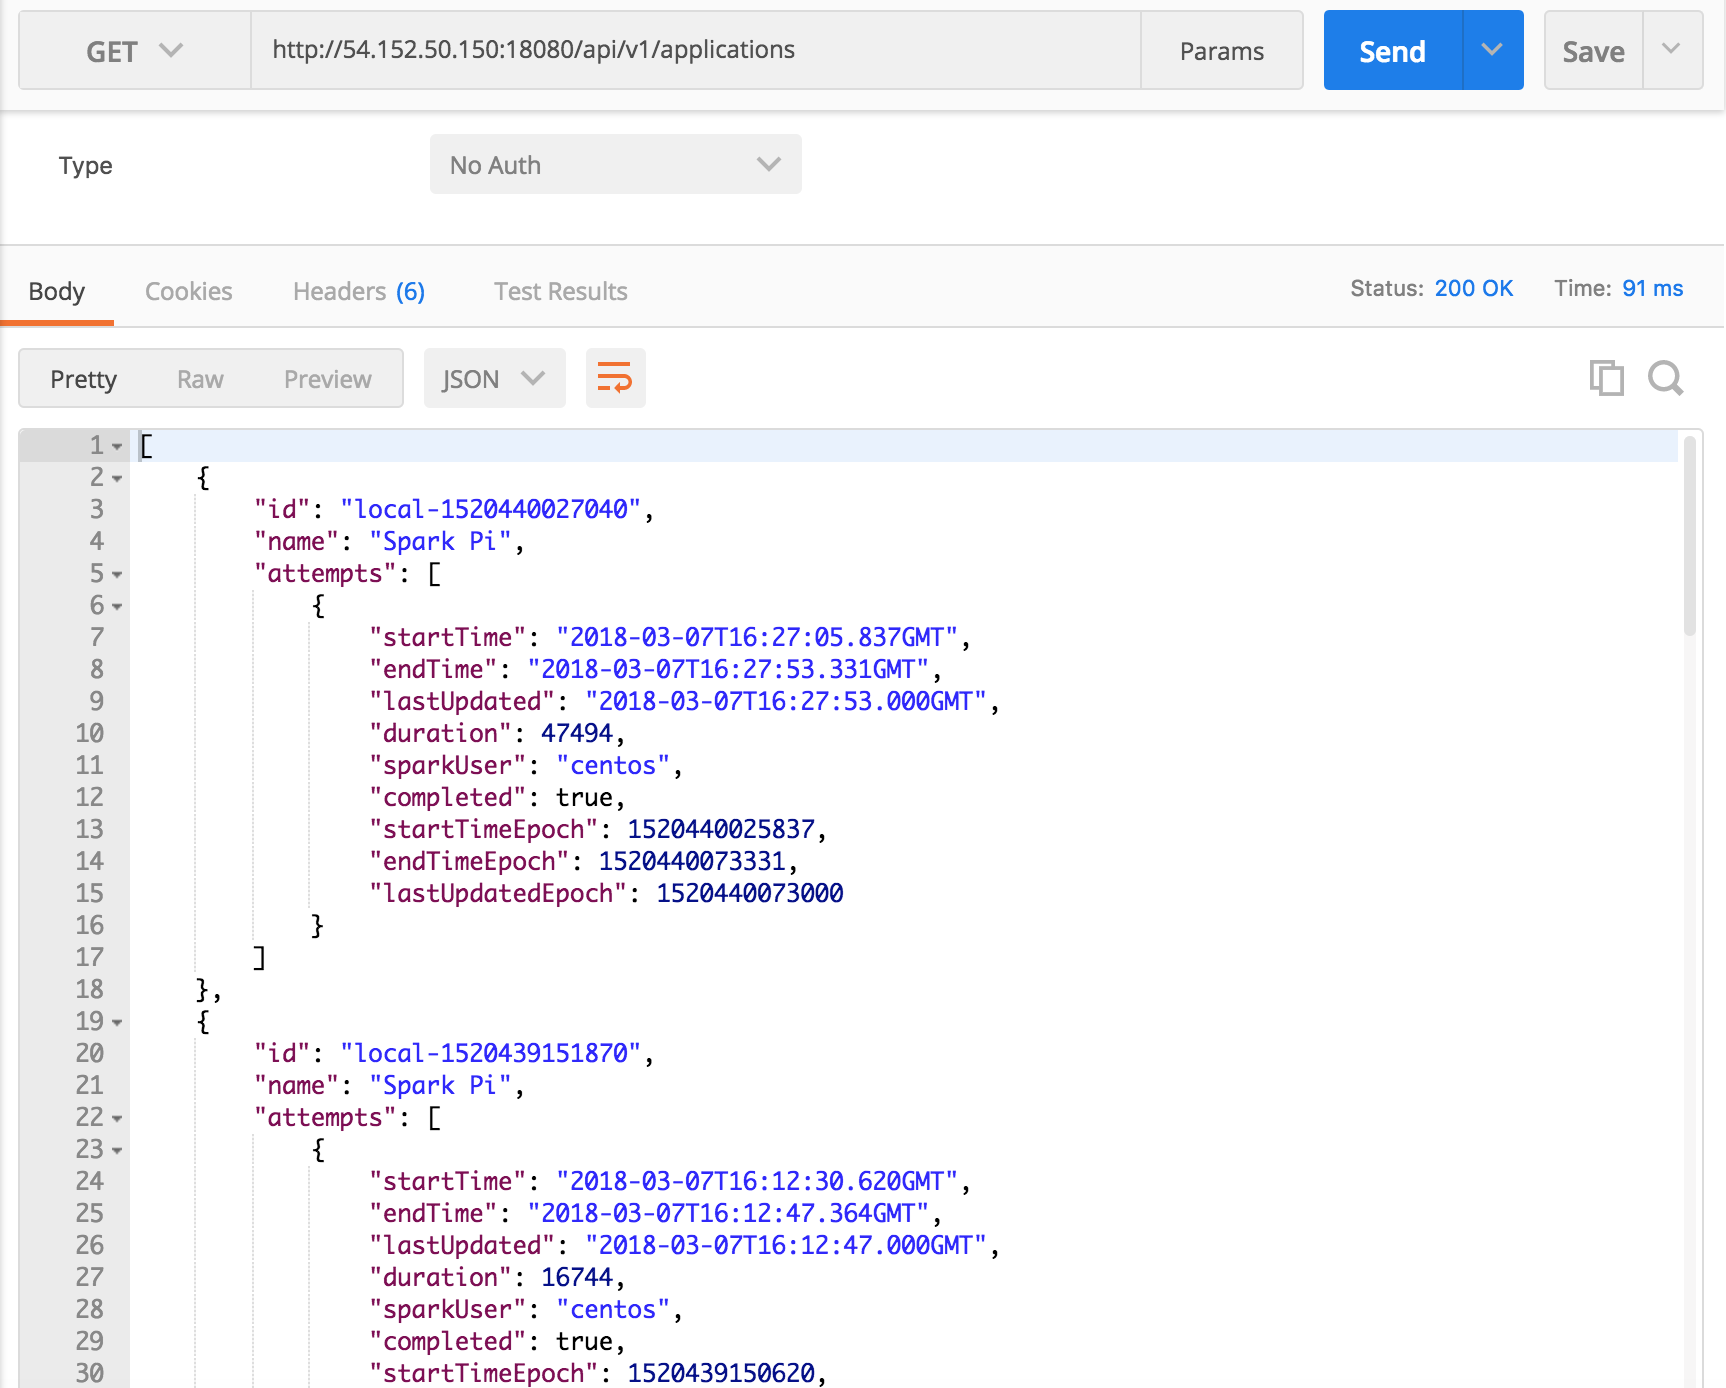 GET http://54.152.50.150:18080/api/v1/applications Params Send Save
Type No Auth
Body Cookies Headers (6) Test Results Status: 200 OK Time: 91 ms
Pretty Raw Preview JSON
1 [
2 {
3 "id": "local-1520440027040",
4 "name": "Spark Pi",
5 "attempts": [
6 {
7 "startTime": "2018-03-07T16:27:05.837GMT",
8 "endTime": "2018-03-07T16:27:53.331GMT",
9 "lastUpdated": "2018-03-07T16:27:53.000GMT",
10 "duration": 47494,
11 "sparkUser": "centos",
12 "completed": true,
13 "startTimeEpoch": 1520440025837,
14 "endTimeEpoch": 1520440073331,
15 "lastUpdatedEpoch": 1520440073000
16 }
17 ]
18 },
19 {
20 "id": "local-1520439151870",
21 "name": "Spark Pi",
22 "attempts": [
23 {
24 "startTime": "2018-03-07T16:12:30.620GMT",
25 "endTime": "2018-03-07T16:12:47.364GMT",
26 "lastUpdated": "2018-03-07T16:12:47.000GMT",
27 "duration": 16744,
28 "sparkUser": "centos",
29 "completed": true,
30 "startTimeEpoch": 1520439150620,